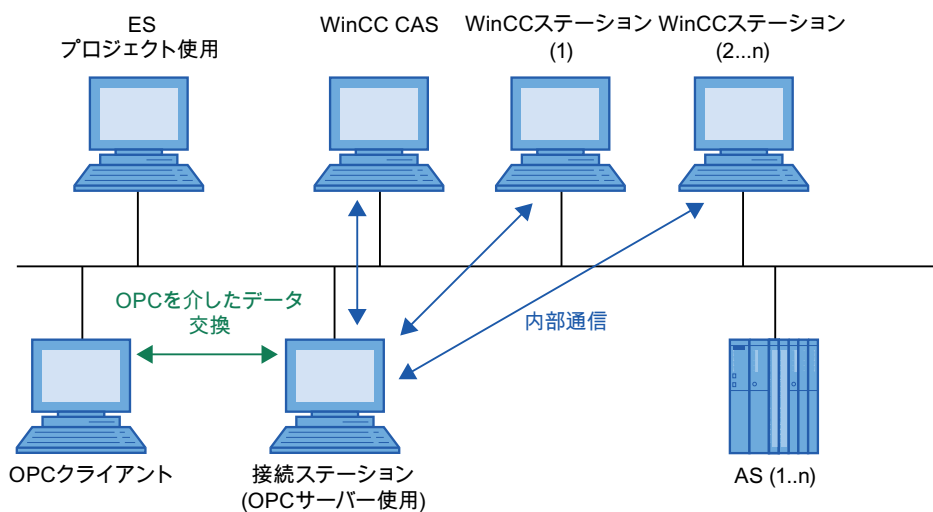 ES
プロジェクト使用
WinCC CAS
WinCCステーション
(1)
WinCCステーション
(2...n)
OPCを介したデータ
交換
内部通信
OPCクライアント
接続ステーション
(OPCサーバー使用)
AS (1..n)